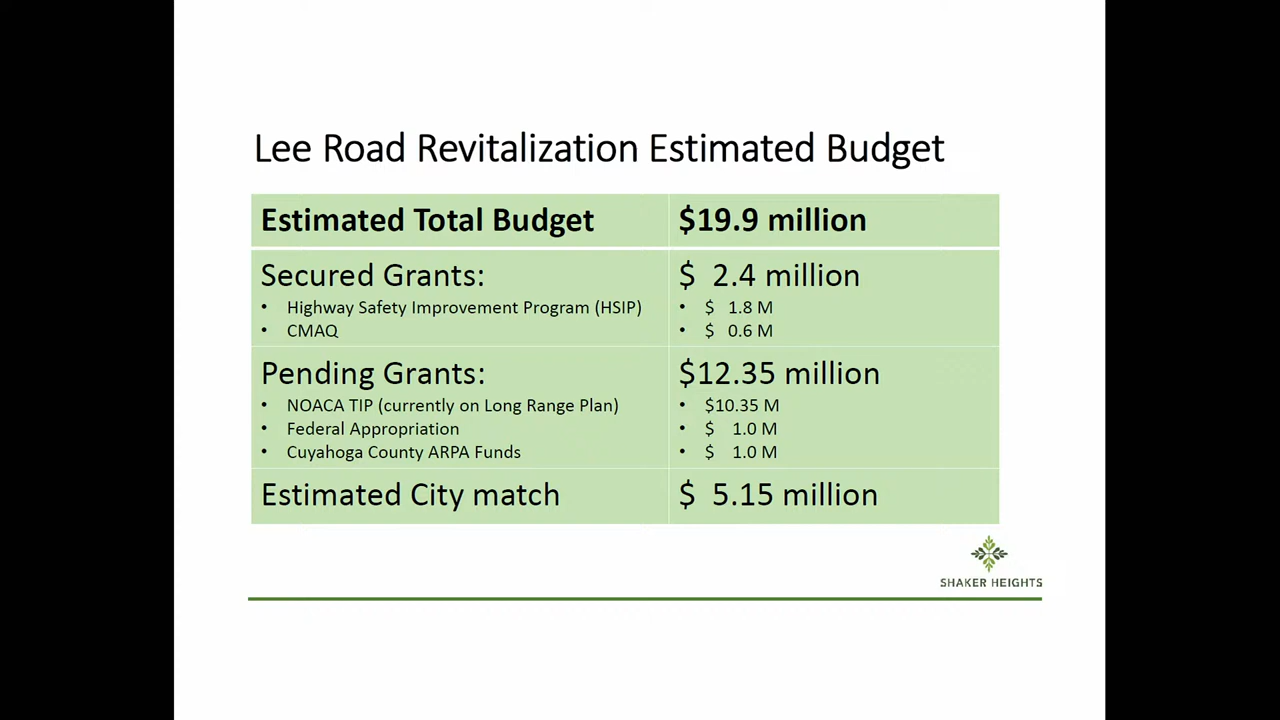 Lee Road Revitalization Estimated Budget
Estimated Total Budget $19.9 million
Secured Grants: $ 2.4 million
• Highway Safety Improvement Program (HSIP) • $ 1.8 M
• CMAQ • $ 0.6 M
Pending Grants: $12.35 million
• NOACA TIP (currently on Long Range Plan) • $10.35 M
• Federal Appropriation • $ 1.0 M
• Cuyahoga County ARPA Funds • $ 1.0 M
Estimated City match $ 5.15 million
SHAKER HEIGHTS